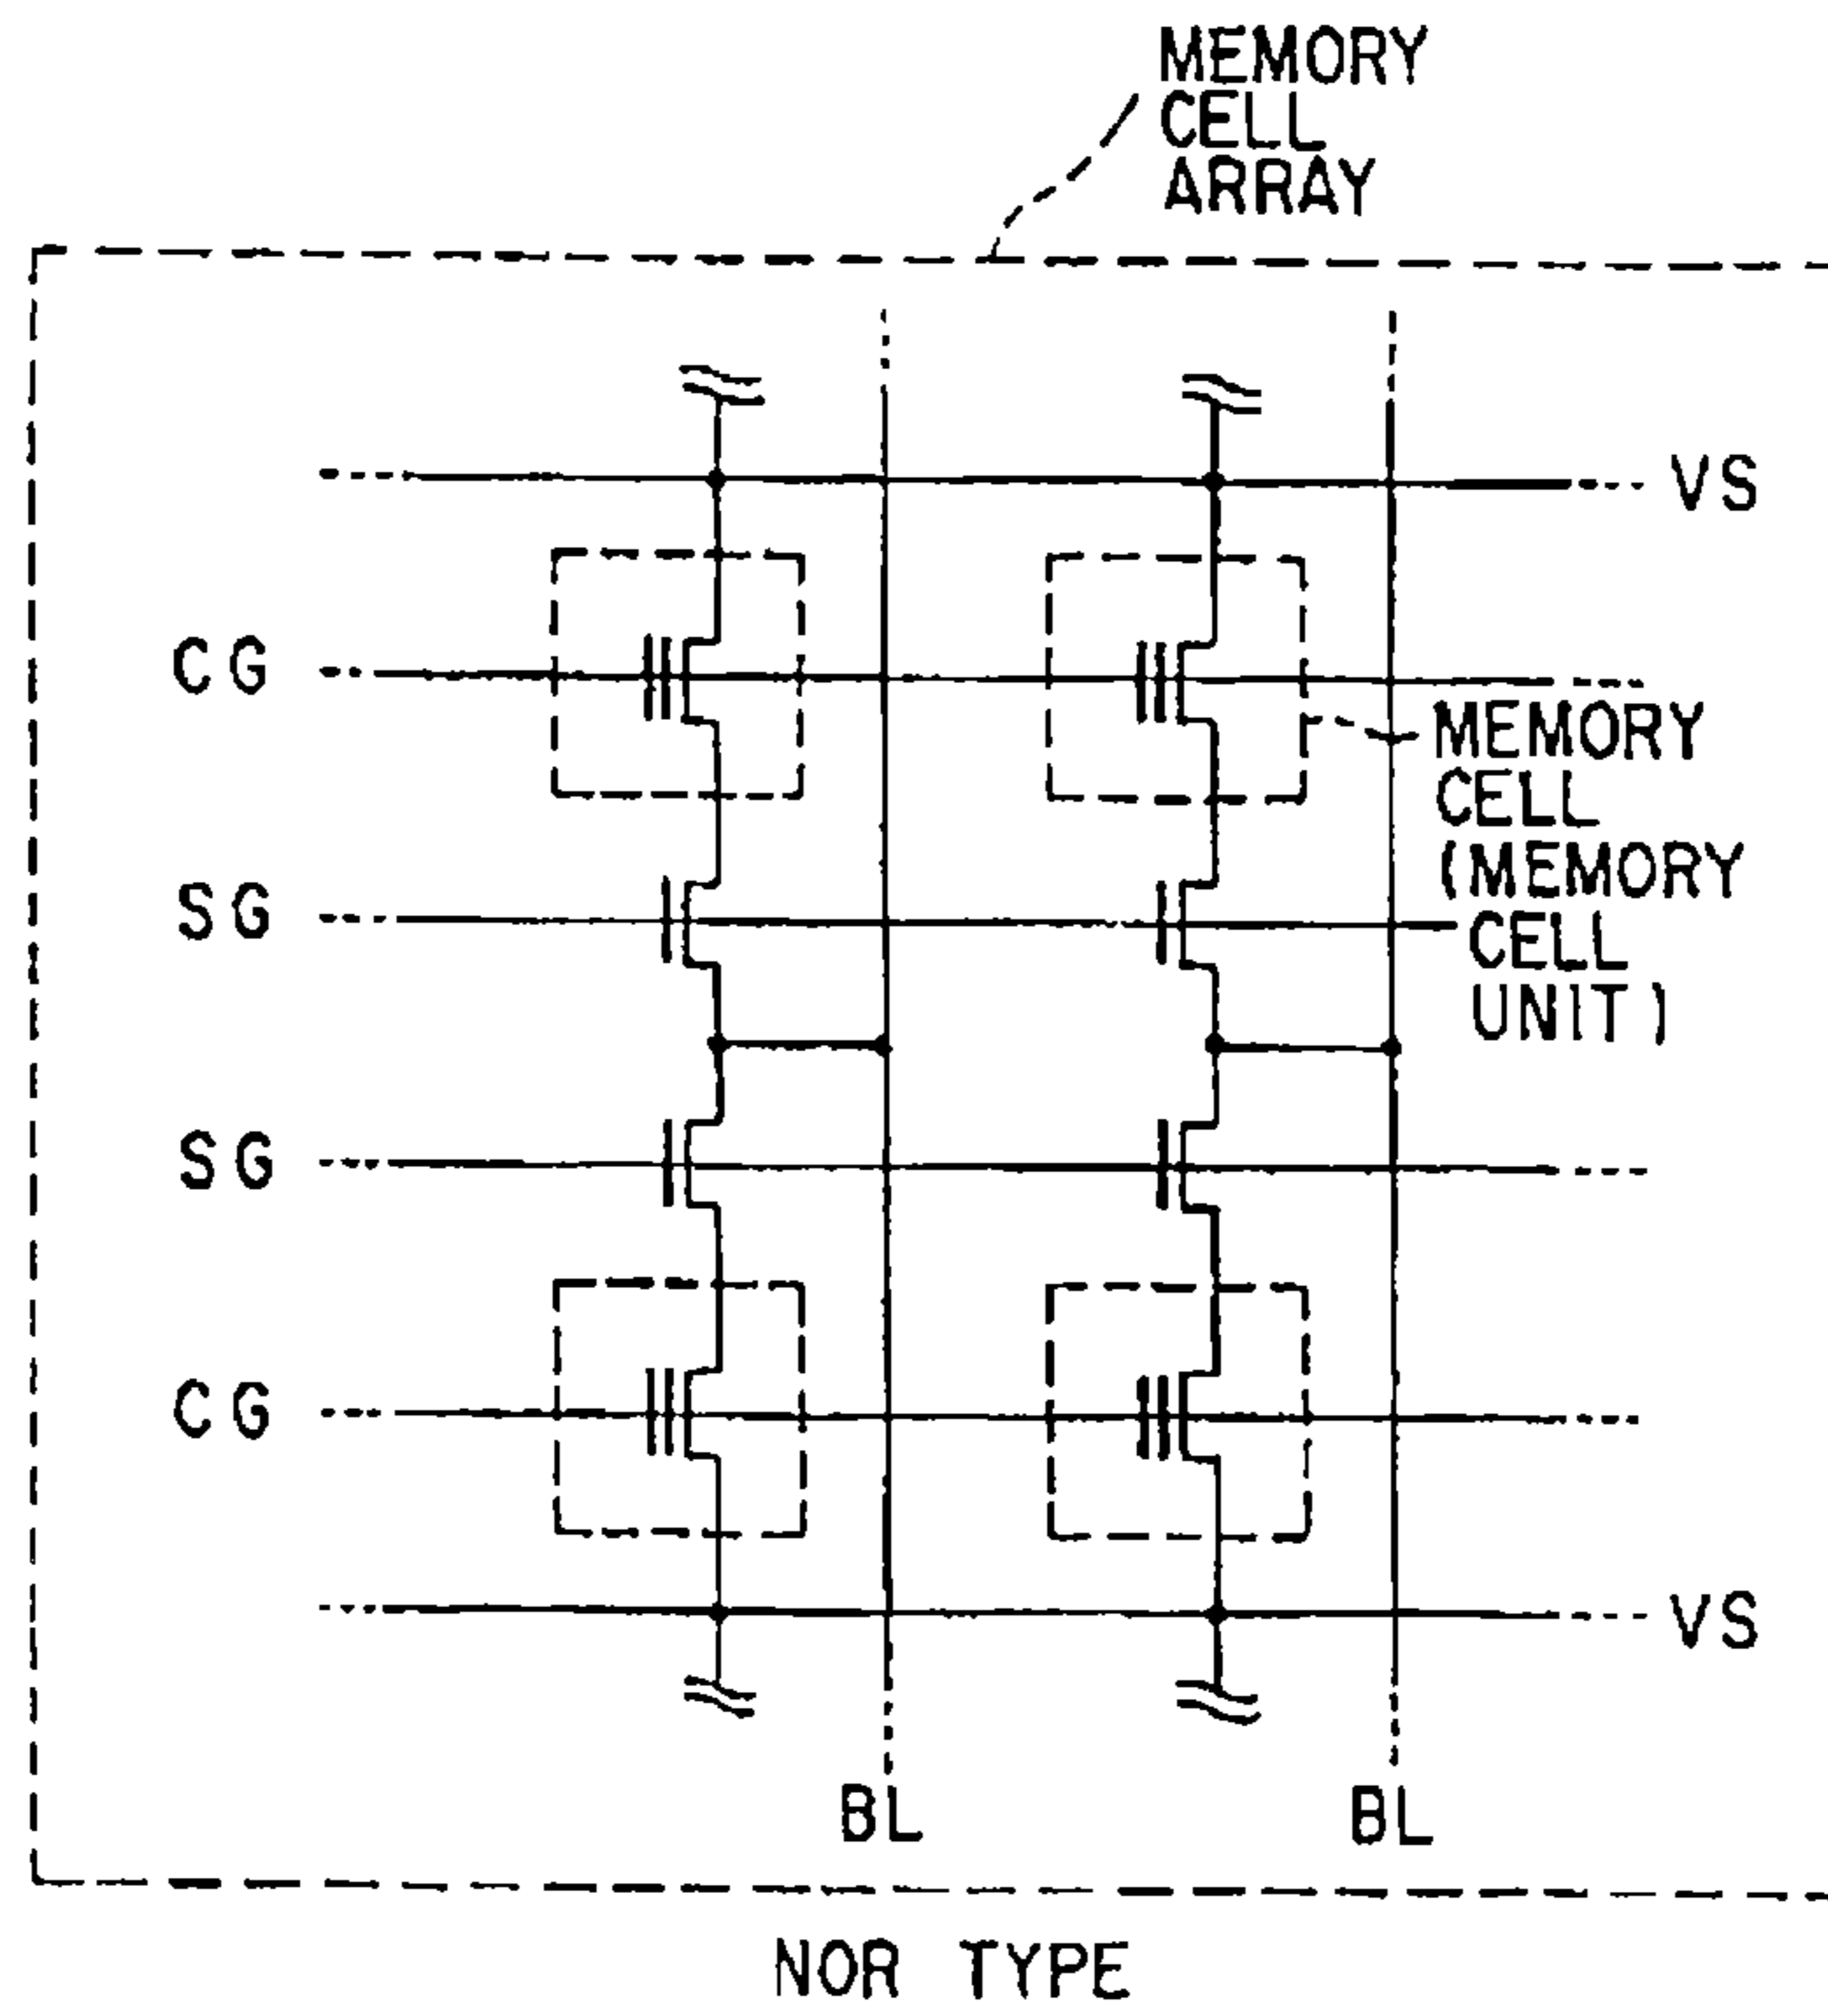 MEMORY
CELL
ARRAY
VS
CG
MEMORY
CELL
(MEMORY
CELL
UNIT)
SG
SG
CG
VS
BL BL
NOR TYPE